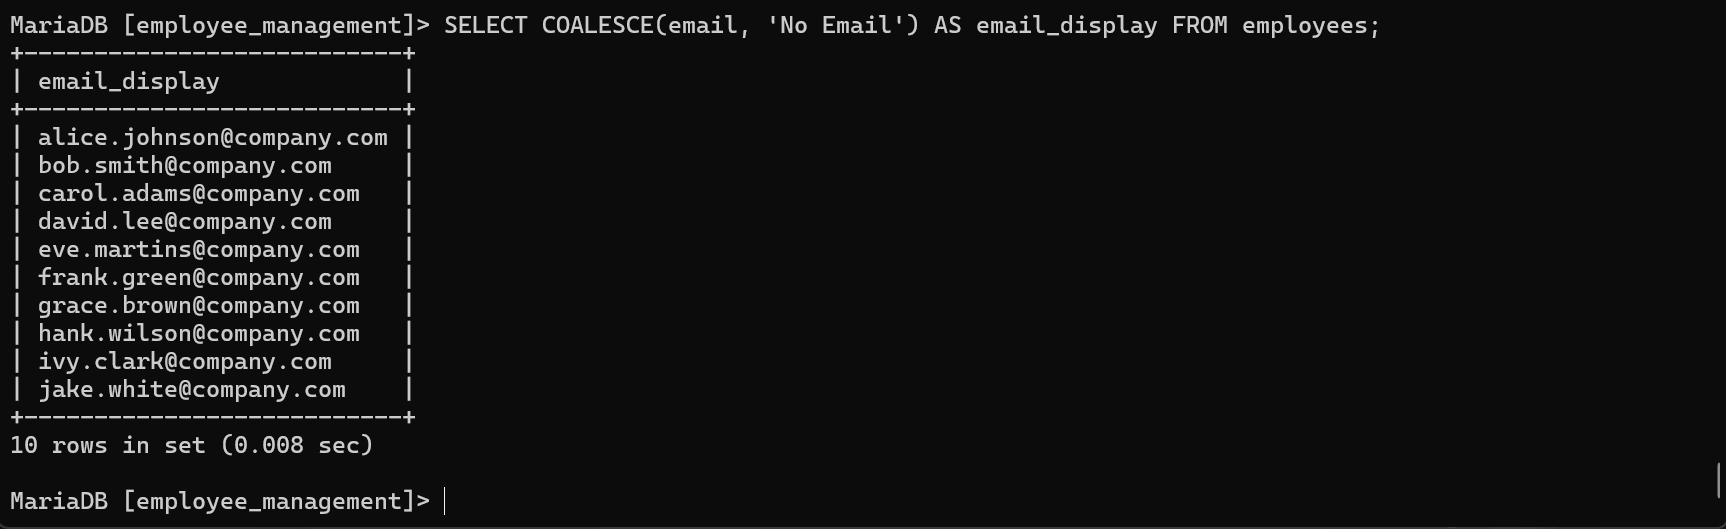 MariaDB [employee_management]> SELECT COALESCE(email, 'No Email') AS email_display FROM employees;
+---------------------------+
| email_display             |
+---------------------------+
| alice.johnson@company.com |
| bob.smith@company.com     |
| carol.adams@company.com   |
| david.lee@company.com     |
| eve.martins@company.com   |
| frank.green@company.com   |
| grace.brown@company.com   |
| hank.wilson@company.com   |
| ivy.clark@company.com     |
| jake.white@company.com    |
+---------------------------+
10 rows in set (0.008 sec)
MariaDB [employee_management]>